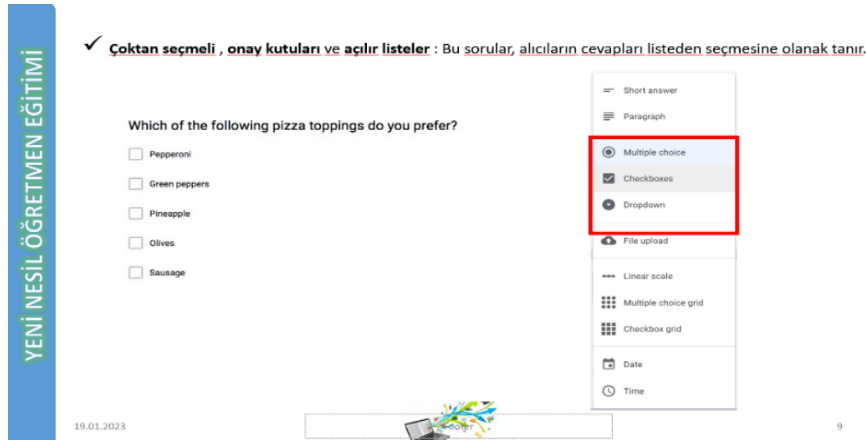 YENİ NESİL ÖĞRETMEN EĞİTİMİ
✓ Çoktan seçmeli , onay kutuları ve açılır listeler : Bu sorular, alıcıların cevapları listeden seçmesine olanak tanır.
Which of the following pizza toppings do you prefer?
Pepperoni
Green peppers
Pineapple
Olives
Sausage
Short answer
Paragraph
Multiple choice
Checkboxes
Dropdown
File upload
Linear scale
Multiple choice grid
Checkbox grid
Date
Time
19.01.2023
9